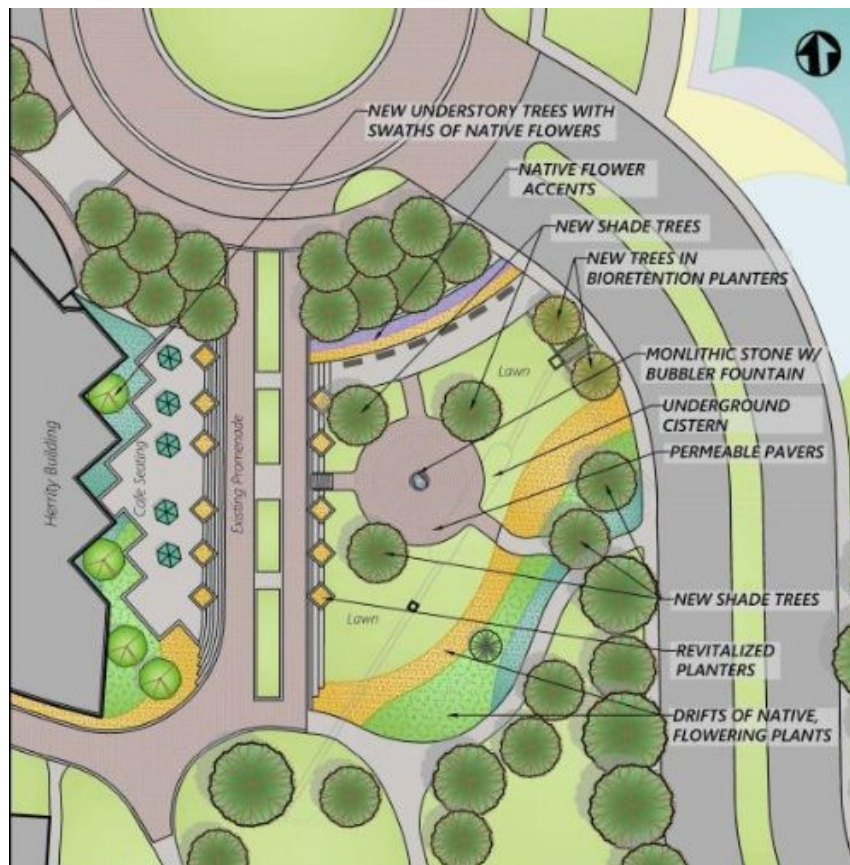 NEW UNDERSTORY TREES WITH
SWATHS OF NATIVE FLOWERS
NATIVE FLOWER
ACCENTS
NEW SHADE TREES
NEW TREES IN
BIORETENTION PLANTERS
MONLITHIC STONE W/
BUBBLER FOUNTAIN
UNDERGROUND
CISTERN
PERMEABLE PAVERS
Lawn
Herrity Building
Cafe Seating
Existing Promenade
NEW SHADE TREES
Lawn
REVITALIZED
PLANTERS
DRIFTS OF NATIVE,
FLOWERING PLANTS